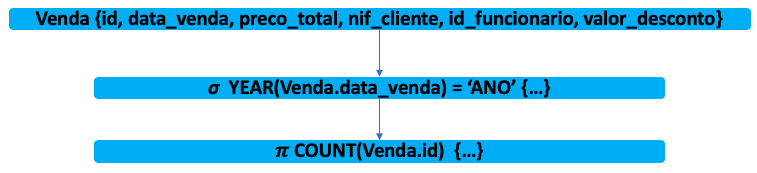 Venda {id, data_venda, preco_total, nif_cliente, id_funcionario, valor_desconto}
σ YEAR(Venda.data_venda) = ‘ANO’ {...}
π COUNT(Venda.id) {...}